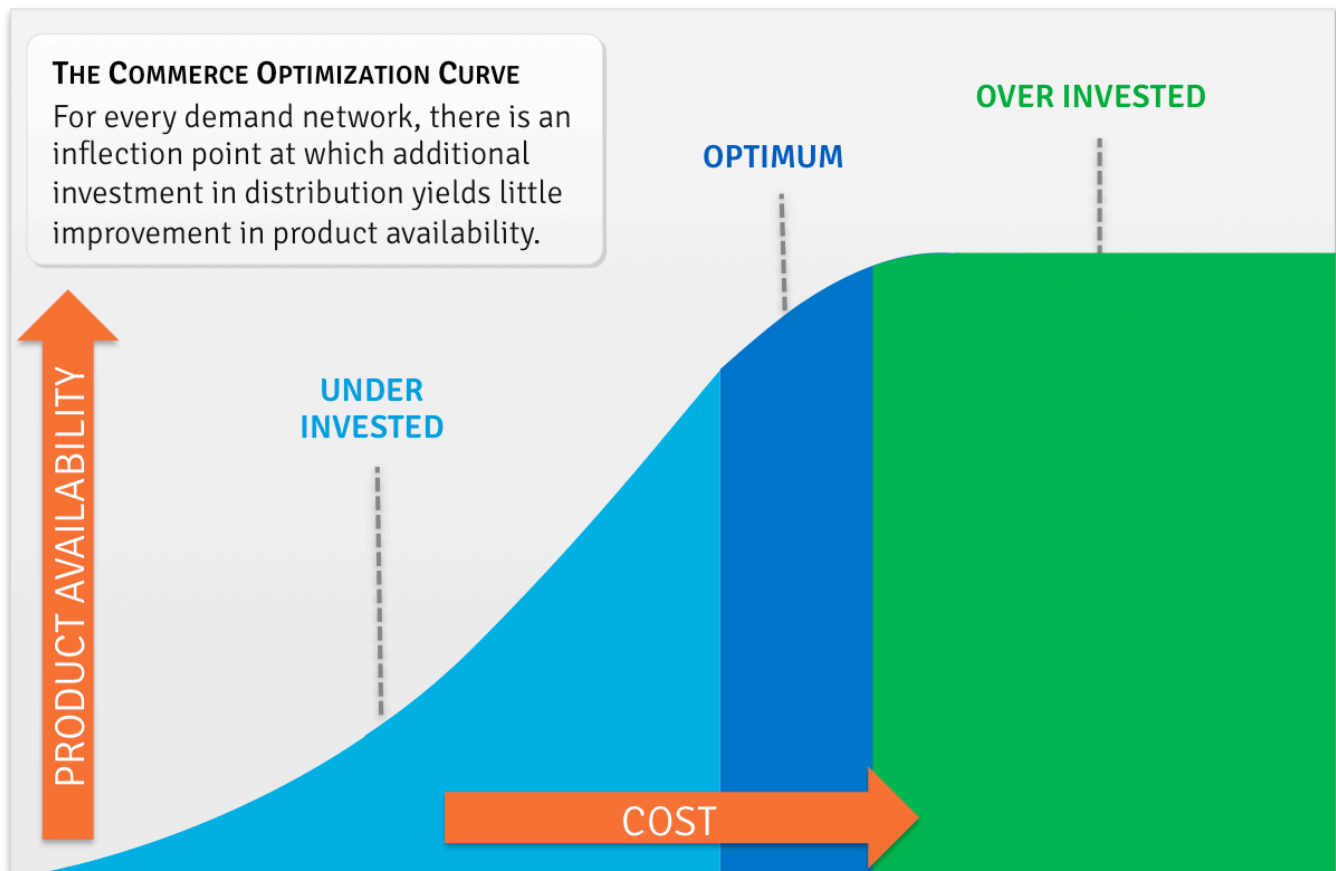 THE COMMERCE OPTIMIZATION CURVE
For every demand network, there is an
inflection point at which additional
investment in distribution yields little
improvement in product availability.
OVER INVESTED
OPTIMUM
UNDER
INVESTED
PRODUCT AVAILABILITY
COST